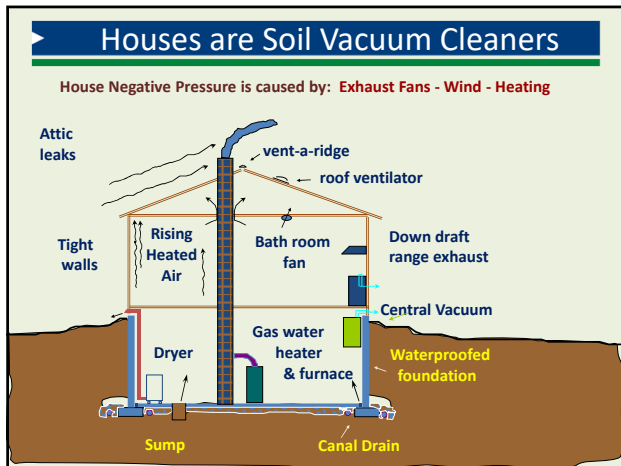 Houses are Soil Vacuum Cleaners
House Negative Pressure is caused by: Exhaust Fans - Wind - Heating
Attic
leaks
vent-a-ridge
roof ventilator
Tight
walls
Rising
Heated
Air
Bath room
fan
Down draft
range exhaust
Central Vacuum
Dryer
Gas water
heater
& furnace
Waterproofed
foundation
Sump
Canal Drain